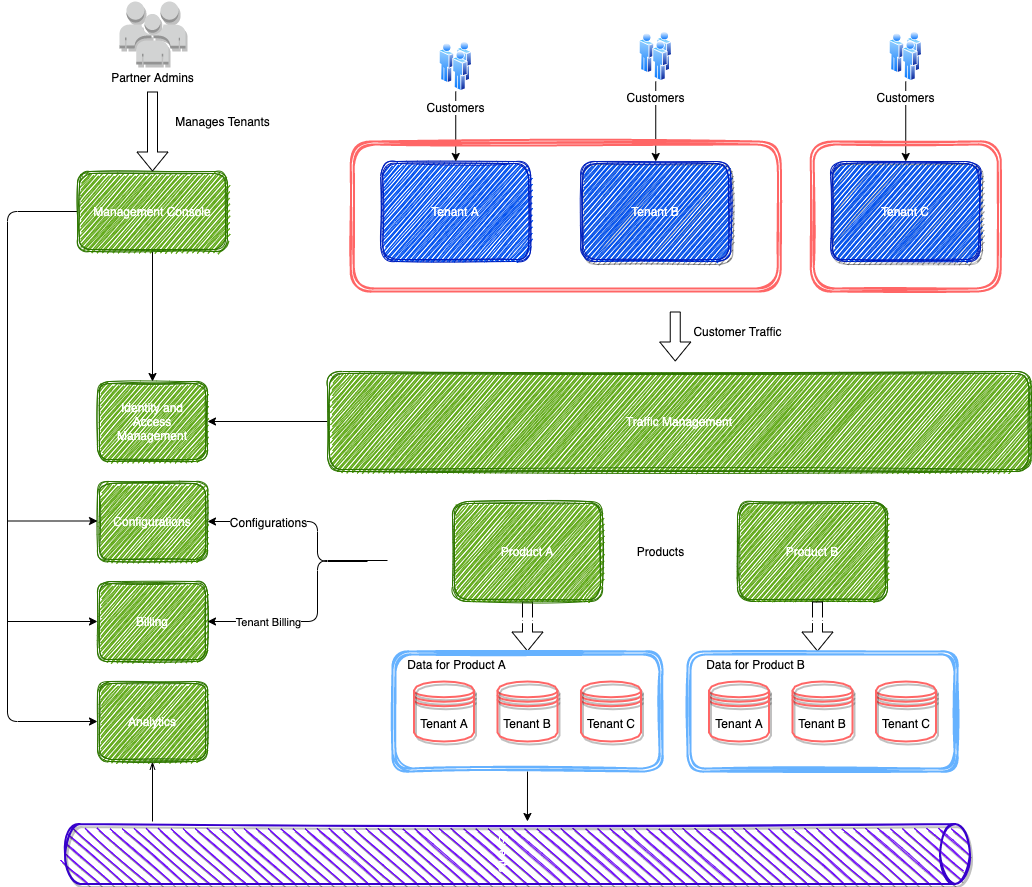 Partner Admins
Customers
Customers
Customers
Manages Tenants
Management Console
Tenant A
Tenant B
Tenant C
Customer Traffic
Identity and
Access
Management
Traffic Management
Configurations
Configurations
Product A
Products
Product B
Billing
Tenant Billing
Data for Product A
Data for Product B
Analytics
Tenant A
Tenant B
Tenant C
Tenant A
Tenant B
Tenant C